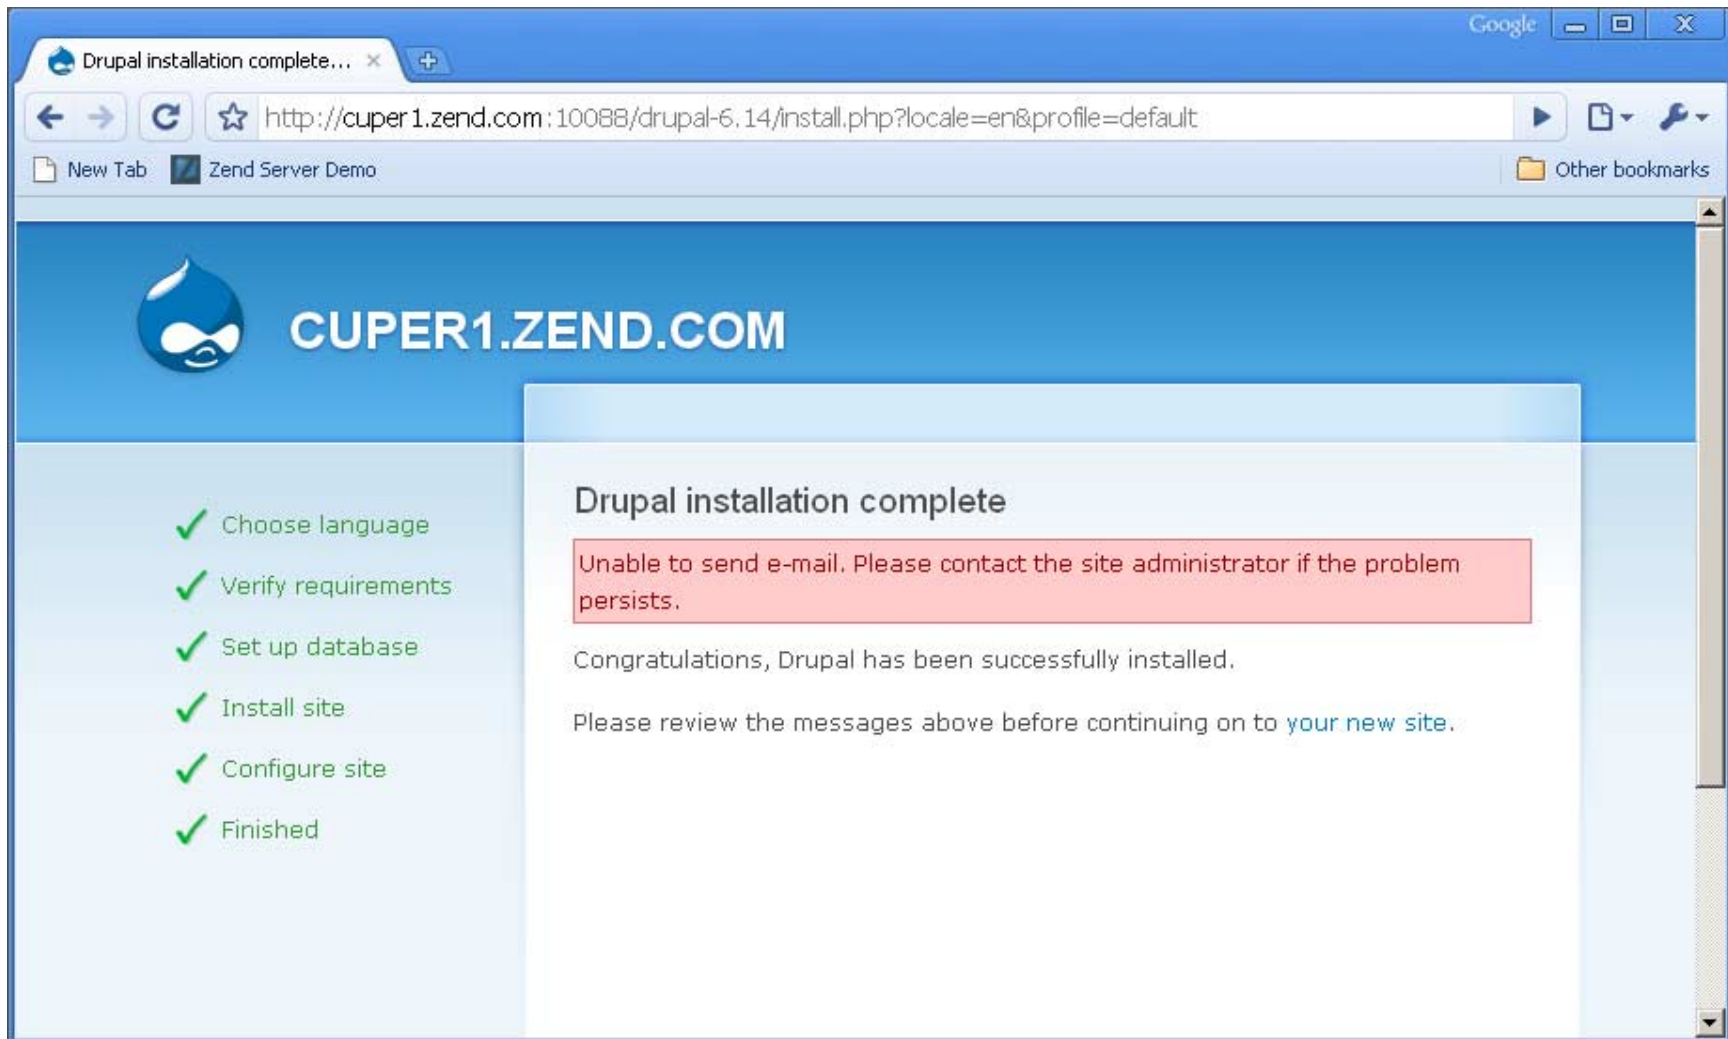 Google
Drupal installation complete...
http://cuper1.zend.com:10088/drupal-6.14/install.php?locale=en&profile=default
New Tab
Zend Server Demo
Other bookmarks
CUPER1.ZEND.COM
Choose language
Verify requirements
Set up database
Install site
Configure site
Finished
Drupal installation complete
Unable to send e-mail. Please contact the site administrator if the problem
persists.
Congratulations, Drupal has been successfully installed.
Please review the messages above before continuing on to your new site.